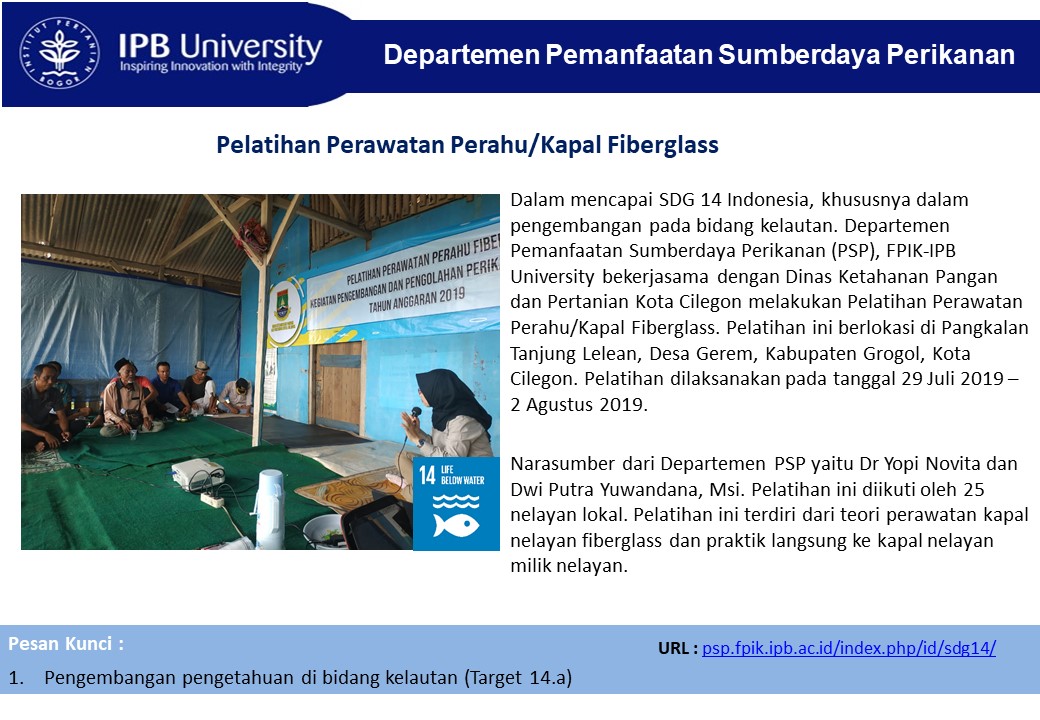 INSTITUT PERTANIAN
BOGOR
IPB University
Inspiring Innovation with Integrity
Departemen Pemanfaatan Sumberdaya Perikanan
Pelatihan Perawatan Perahu/Kapal Fiberglass
PELATIHAN PERAWATAN PERAHU FIBER
KEGIATAN PENGEMBANGAN DAN PENGOLAHAN PERIK
TAHUN ANGGARAN 2019
14 LIFE
BELOW WATER
Dalam mencapai SDG 14 Indonesia, khususnya dalam
pengembangan pada bidang kelautan. Departemen
Pemanfaatan Sumberdaya Perikanan (PSP), FPIK-IPB
University bekerjasama dengan Dinas Ketahanan Pangan
dan Pertanian Kota Cilegon melakukan Pelatihan Perawatan
Perahu/Kapal Fiberglass. Pelatihan ini berlokasi di Pangkalan
Tanjung Lelean, Desa Gerem, Kabupaten Grogol, Kota
Cilegon. Pelatihan dilaksanakan pada tanggal 29 Juli 2019 –
2 Agustus 2019.
Narasumber dari Departemen PSP yaitu Dr Yopi Novita dan
Dwi Putra Yuwandana, Msi. Pelatihan ini diikuti oleh 25
nelayan lokal. Pelatihan ini terdiri dari teori perawatan kapal
nelayan fiberglass dan praktik langsung ke kapal nelayan
milik nelayan.
Pesan Kunci :
URL : psp.fpik.ipb.ac.id/index.php/id/sdg14/
1. Pengembangan pengetahuan di bidang kelautan (Target 14.a)